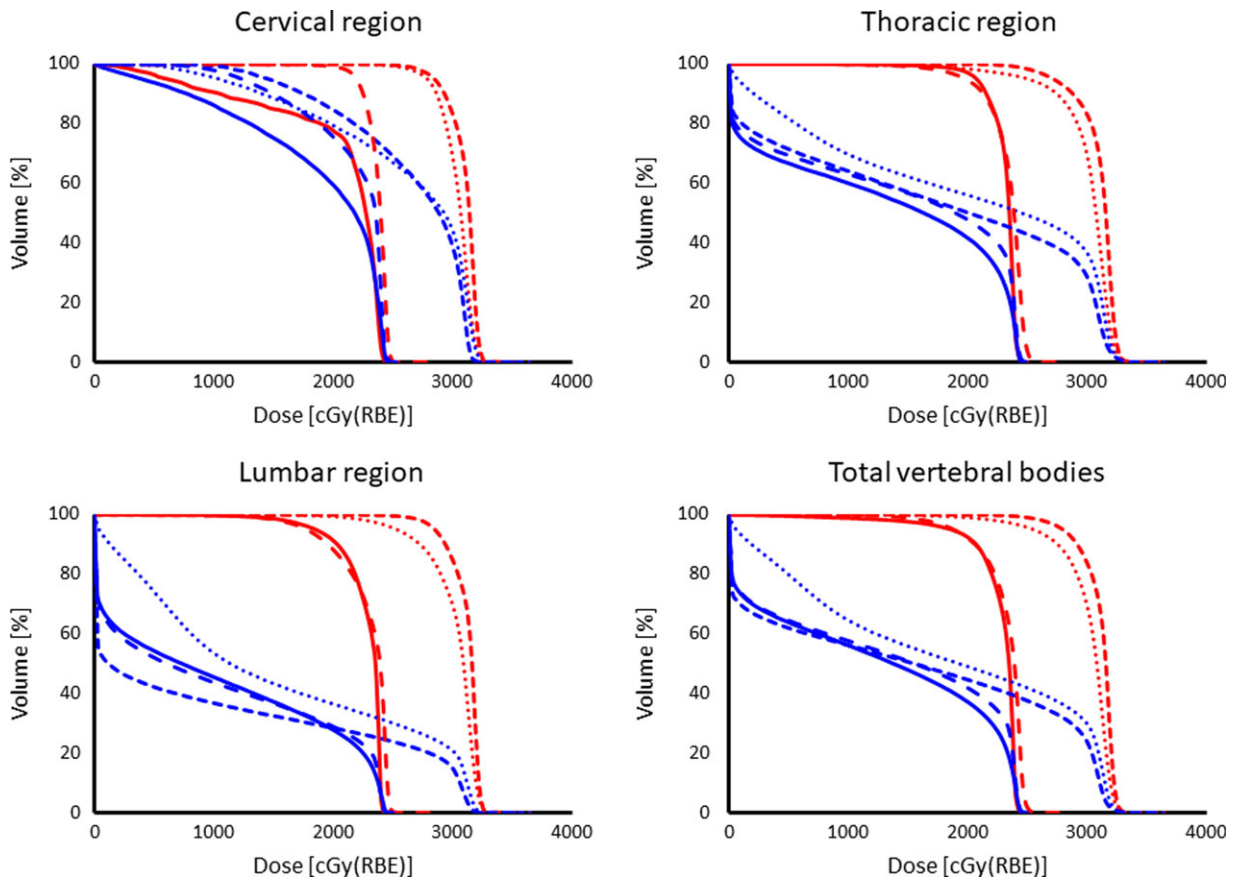 Cervical region
Volume [%]
100
80
60
40
20
0
0 1000 2000 3000 4000
Dose [cGy(RBE)]
Thoracic region
Volume [%]
100
80
60
40
20
0
0 1000 2000 3000 4000
Dose [cGy(RBE)]
Lumbar region
Volume [%]
100
80
60
40
20
0
0 1000 2000 3000 4000
Dose [cGy(RBE)]
Total vertebral bodies
Volume [%]
100
80
60
40
20
0
0 1000 2000 3000 4000
Dose [cGy(RBE)]